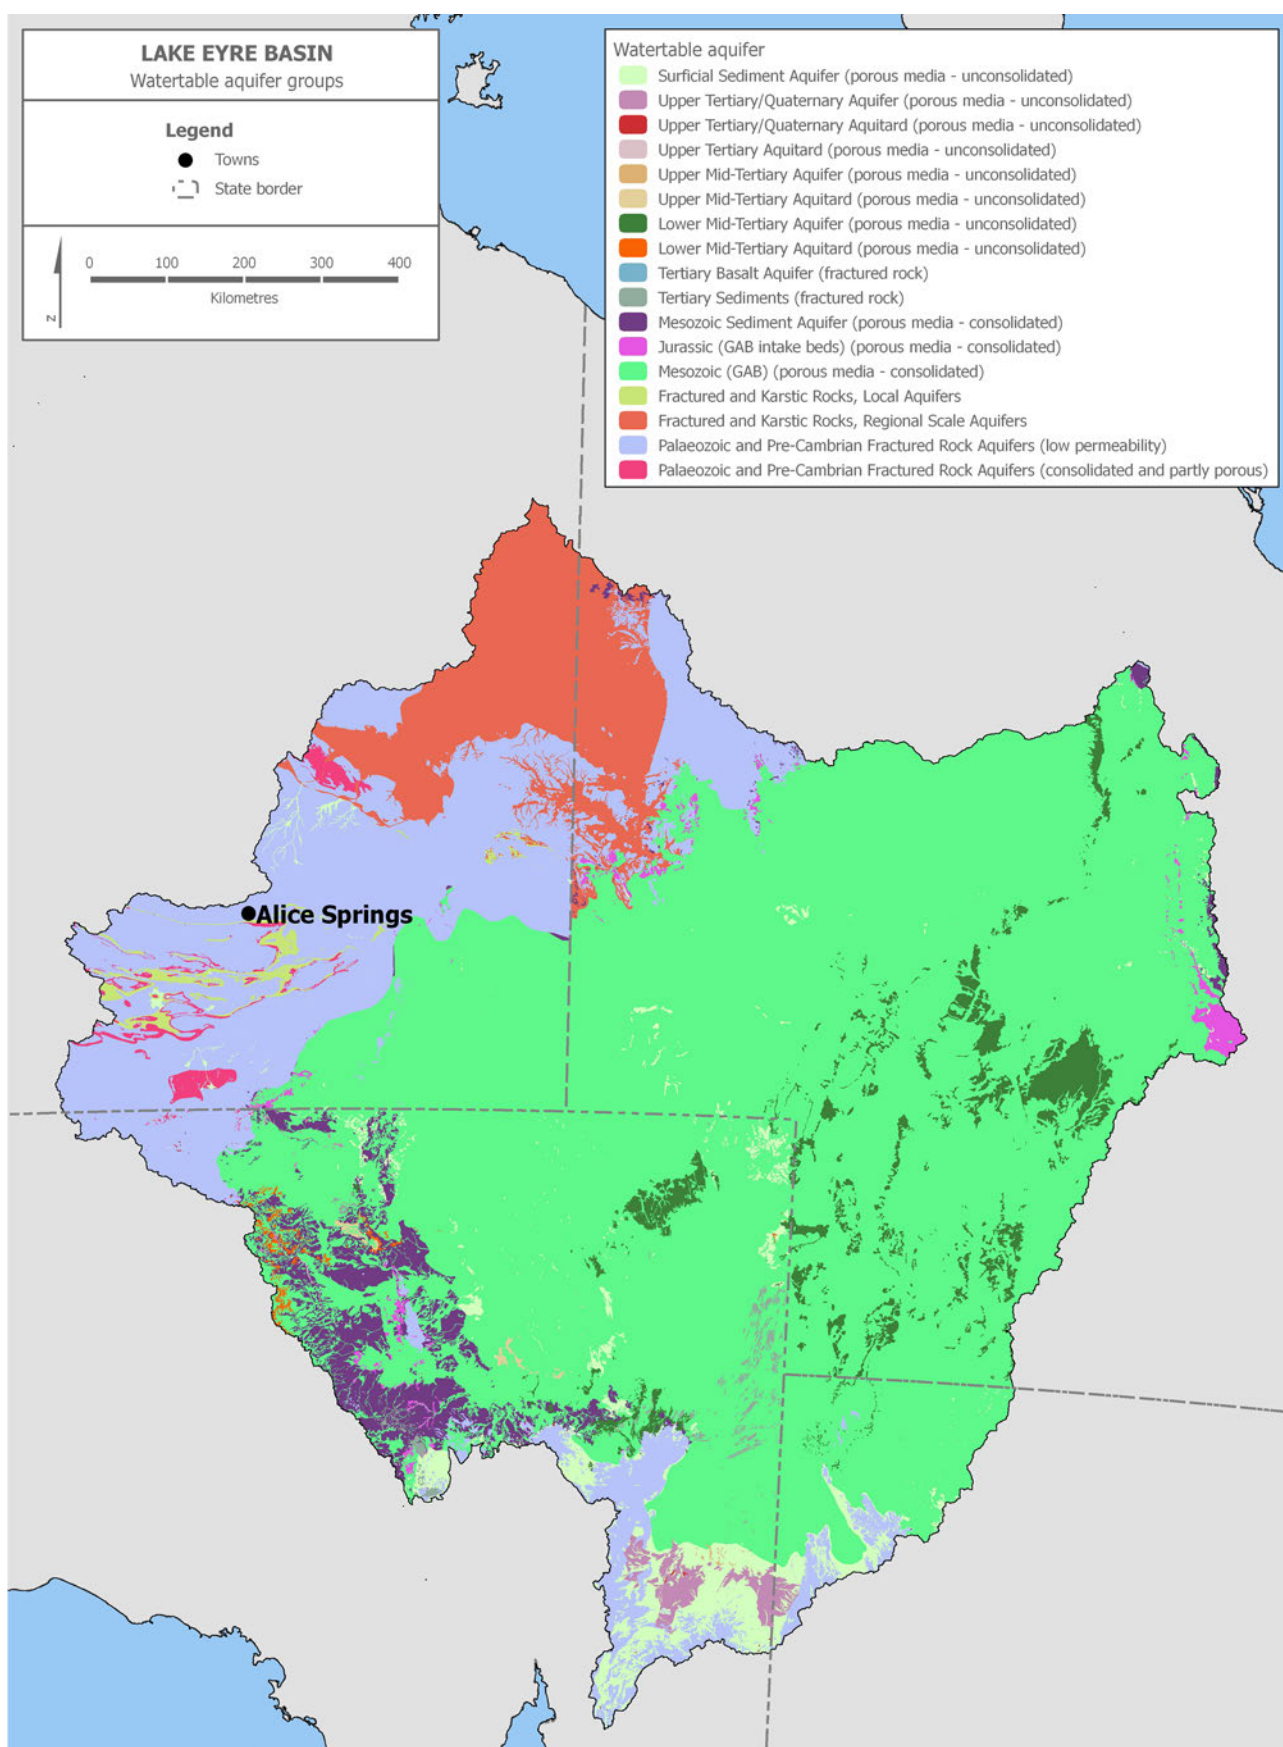 LAKE EYRE BASIN
Watertable aquifer groups
Legend
Towns
State border
0 100 200 300 400
Kilometres
Z
Watertable aquifer
Surficial Sediment Aquifer (porous media - unconsolidated)
Upper Tertiary/Quaternary Aquifer (porous media - unconsolidated)
Upper Tertiary/Quaternary Aquitard (porous media - unconsolidated)
Upper Tertiary Aquitard (porous media - unconsolidated)
Upper Mid-Tertiary Aquifer (porous media - unconsolidated)
Upper Mid-Tertiary Aquitard (porous media - unconsolidated)
Lower Mid-Tertiary Aquifer (porous media - unconsolidated)
Lower Mid-Tertiary Aquitard (porous media - unconsolidated)
Tertiary Basalt Aquifer (fractured rock)
Tertiary Sediments (fractured rock)
Mesozoic Sediment Aquifer (porous media - consolidated)
Jurassic (GAB intake beds) (porous media - consolidated)
Mesozoic (GAB) (porous media - consolidated)
Fractured and Karstic Rocks, Local Aquifers
Fractured and Karstic Rocks, Regional Scale Aquifers
Palaeozoic and Pre-Cambrian Fractured Rock Aquifers (low permeability)
Palaeozoic and Pre-Cambrian Fractured Rock Aquifers (consolidated and partly porous)
Alice Springs